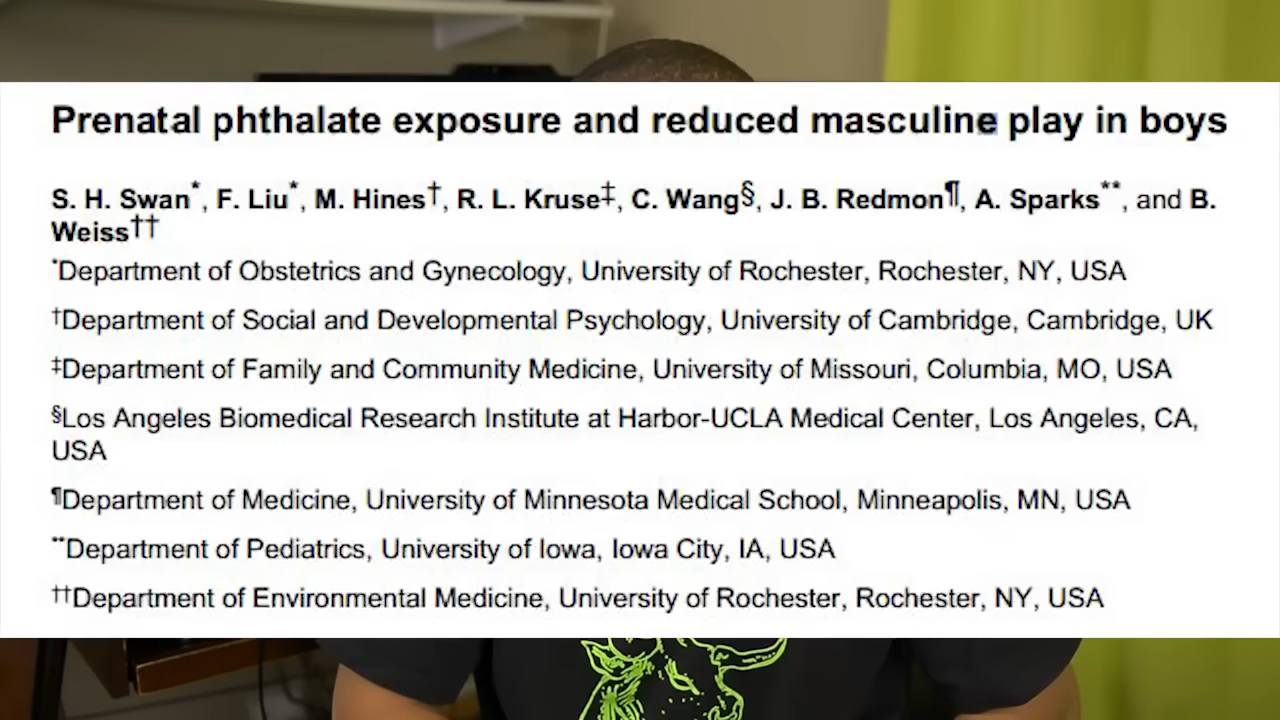 Prenatal phthalate exposure and reduced masculine play in boys
S. H. Swan*, F. Liu*, M. Hines†, R. L. Kruse‡, C. Wang§, J. B. Redmon¶, A. Sparks**, and B.
Weiss††
*Department of Obstetrics and Gynecology, University of Rochester, Rochester, NY, USA
†Department of Social and Developmental Psychology, University of Cambridge, Cambridge, UK
‡Department of Family and Community Medicine, University of Missouri, Columbia, MO, USA
§Los Angeles Biomedical Research Institute at Harbor-UCLA Medical Center, Los Angeles, CA,
USA
¶Department of Medicine, University of Minnesota Medical School, Minneapolis, MN, USA
**Department of Pediatrics, University of Iowa, Iowa City, IA, USA
††Department of Environmental Medicine, University of Rochester, Rochester, NY, USA